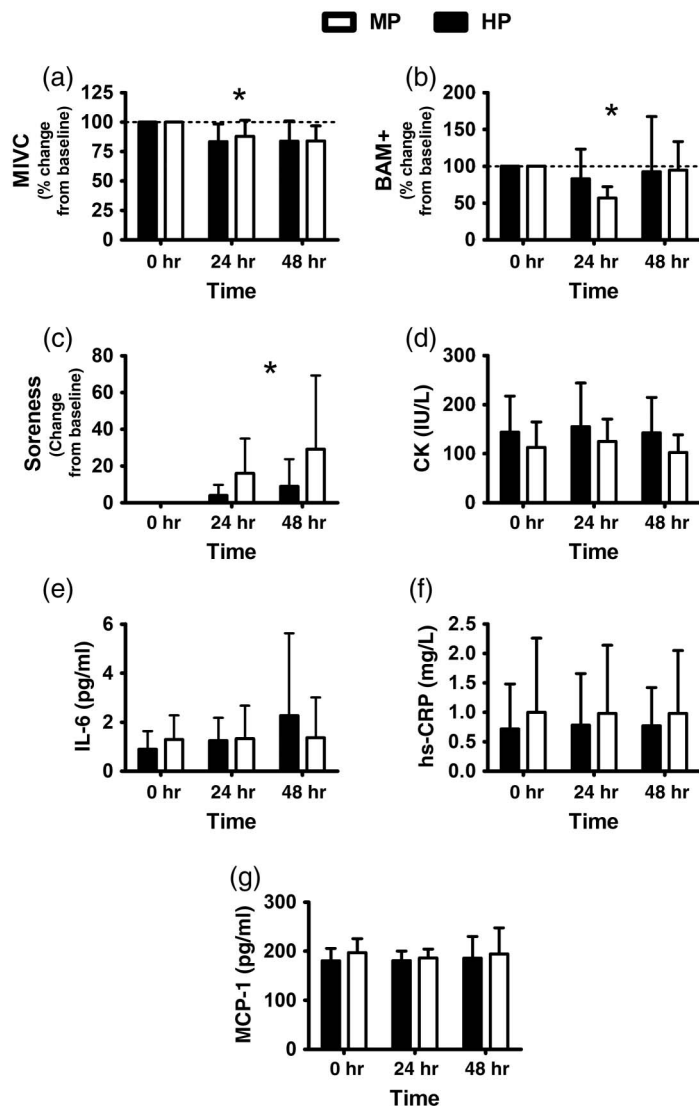 MP HP
(a)
MIVC
(% change
from baseline)
125
100
75
50
25
0
*
0 hr 24 hr 48 hr
Time
(b)
BAM+
(% change
from baseline)
200
150
100
50
0
*
0 hr 24 hr 48 hr
Time
(c)
Soreness
(Change
from baseline)
80
60
40
20
0
*
0 hr 24 hr 48 hr
Time
(d)
CK (IU/L)
300
200
150
100
0
0 hr 24 hr 48 hr
Time
(e)
IL-6 (pg/ml)
6
4
2
0
0 hr 24 hr 48 hr
Time
(f)
hs-CRP (mg/L)
2.5
2.0
1.5
1.0
0.5
0.0
0 hr 24 hr 48 hr
Time
(g)
MCP-1 (pg/ml)
300
200
100
0
0 hr 24 hr 48 hr
Time